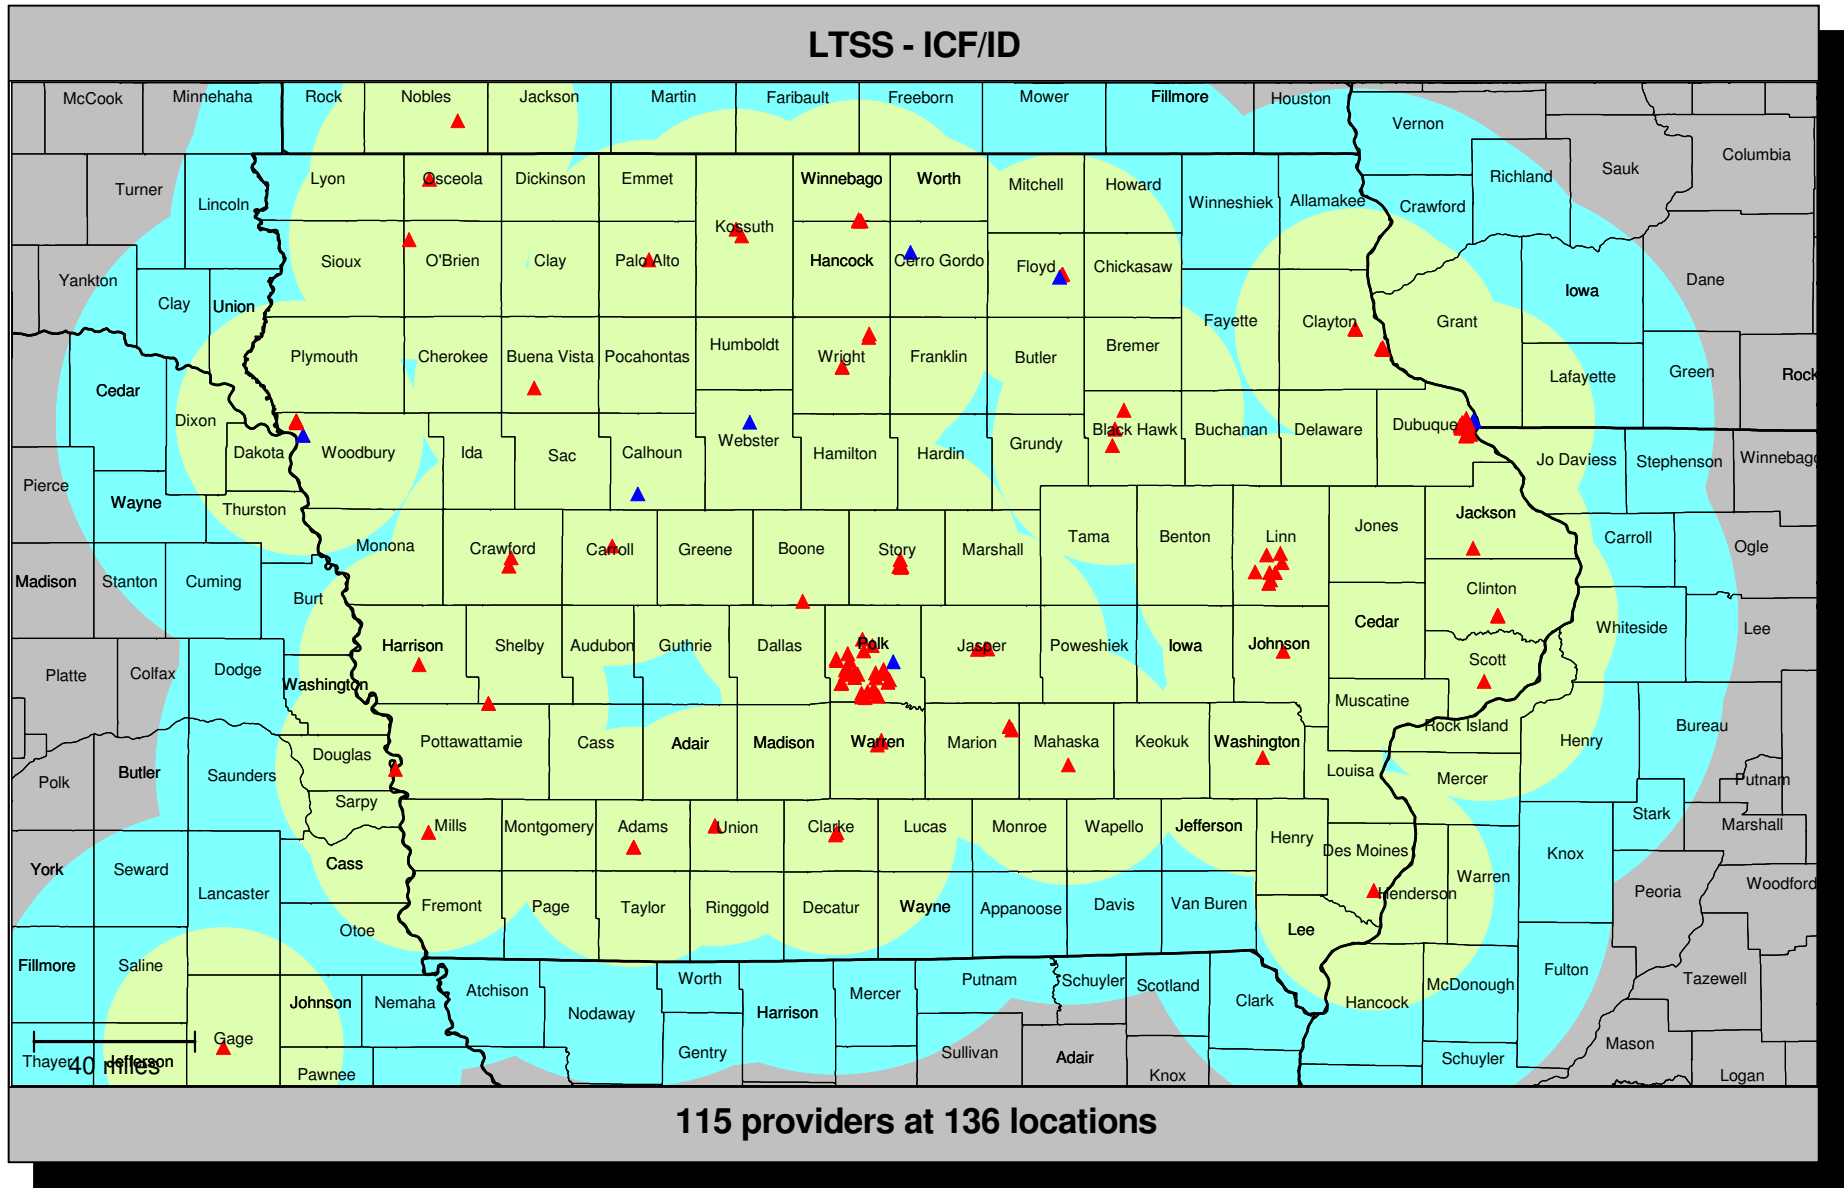 LTSS - ICF/ID
McCook
Minnehaha
Rock
Nobles
Jackson
Martin
Faribault
Freeborn
Mower
Fillmore
Houston
Vernon
Columbia
Sauk
Richland
Turner
Lincoln
Lyon
Osceola
Dickinson
Emmet
Kossuth
Winnebago
Worth
Mitchell
Howard
Winneshiek
Allamakee
Crawford
Yankton
Clay
Union
Sioux
O'Brien
Clay
Palo Alto
Hancock
Cerro Gordo
Floyd
Chickasaw
Fayette
Clayton
Grant
Iowa
Dane
Cedar
Dixon
Plymouth
Cherokee
Buena Vista
Pocahontas
Humboldt
Wright
Franklin
Butler
Bremer
Lafayette
Green
Rock
Pierce
Wayne
Dakota
Thurston
Woodbury
Ida
Sac
Calhoun
Webster
Hamilton
Hardin
Grundy
Black Hawk
Buchanan
Delaware
Dubuque
Jo Daviess
Stephenson
Winnebago
Madison
Stanton
Cuming
Burt
Monona
Crawford
Carroll
Greene
Boone
Story
Marshall
Tama
Benton
Linn
Jones
Jackson
Carroll
Ogle
Clinton
Platte
Colfax
Dodge
Washington
Harrison
Shelby
Audubon
Guthrie
Dallas
Polk
Jasper
Poweshiek
Iowa
Johnson
Cedar
Scott
Whiteside
Lee
Muscatine
Rock Island
Henry
Bureau
Polk
Butler
Saunders
Douglas
Sarpy
Pottawattamie
Cass
Adair
Madison
Warren
Marion
Mahaska
Keokuk
Washington
Louisa
Mercer
Putnam
Stark
Marshall
York
Seward
Lancaster
Cass
Mills
Montgomery
Adams
Union
Clarke
Lucas
Monroe
Wapello
Jefferson
Henry
Des Moines
Henderson
Warren
Knox
Peoria
Woodford
Fillmore
Saline
Otoe
Fremont
Page
Taylor
Ringgold
Decatur
Wayne
Appanoose
Davis
Van Buren
Lee
Fulton
Tazewell
Johnson
Nemaha
Atchison
Nodaway
Worth
Harrison
Mercer
Putnam
Schuyler
Scotland
Clark
Hancock
McDonough
Gage
Thayer
Jefferson
40 miles
Pawnee
Gentry
Sullivan
Adair
Knox
Schuyler
Mason
Logan
115 providers at 136 locations